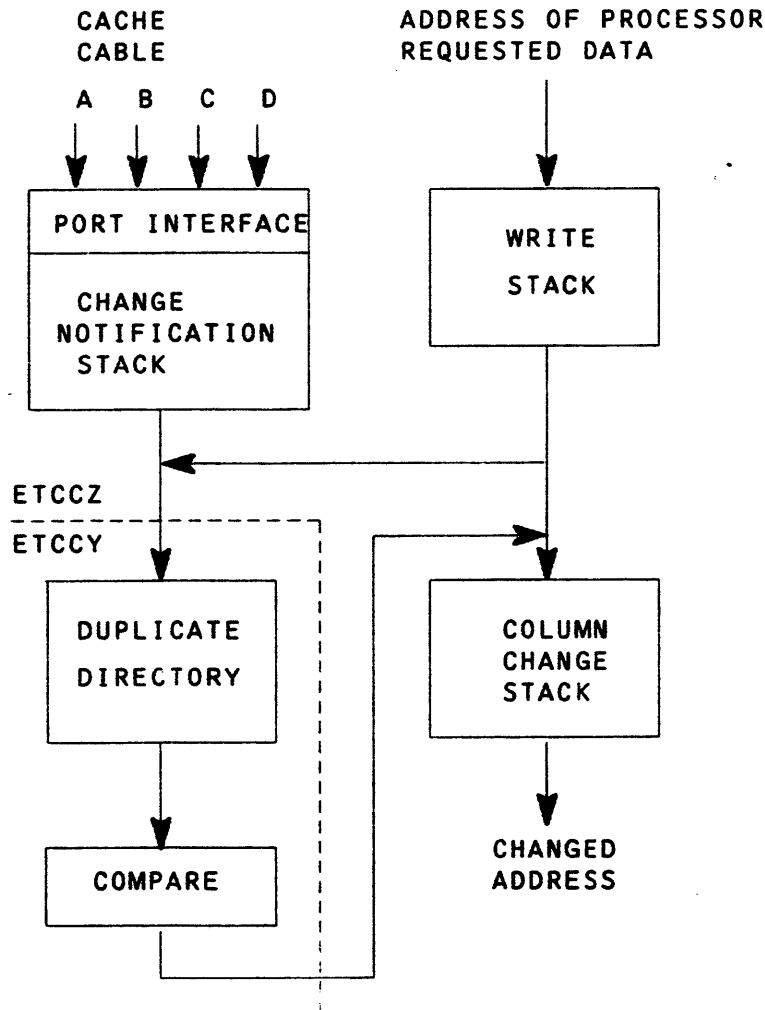 CACHE
CABLE
A B C D
ADDRESS OF PROCESSOR
REQUESTED DATA
PORT INTERFACE
CHANGE
NOTIFICATION
STACK
WRITE
STACK
ETCCZ
ETCCY
DUPLICATE
DIRECTORY
COLUMN
CHANGE
STACK
COMPARE
CHANGED
ADDRESS